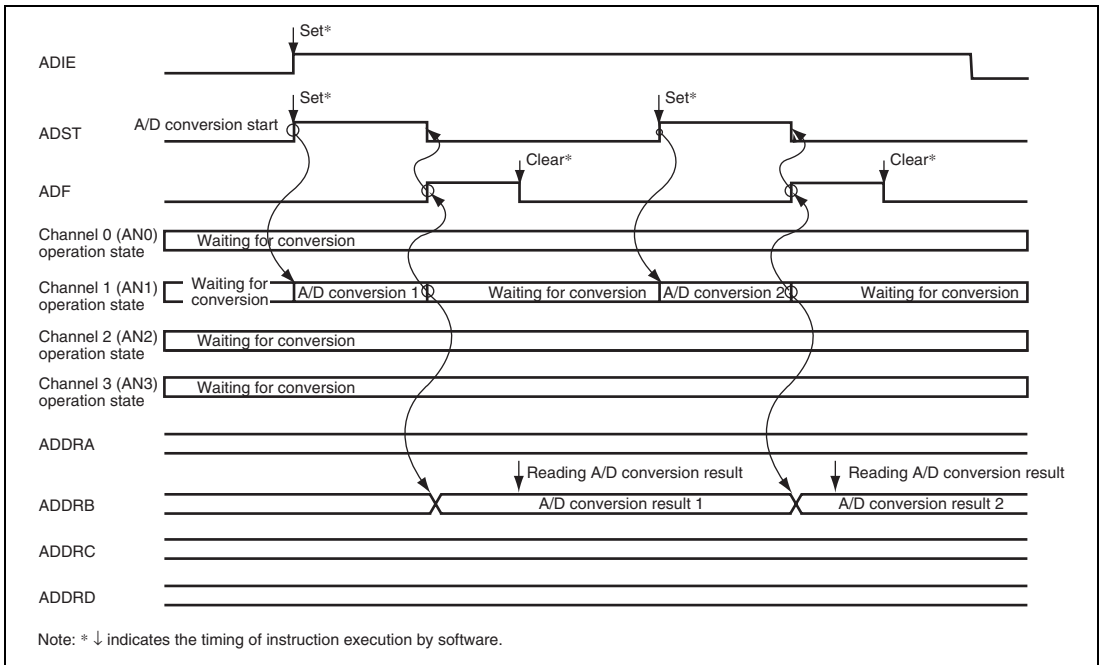 Set*
ADIE
Set*
Set*
A/D conversion start
ADST
Clear*
Clear*
ADF
Channel 0 (AN0)
operation state
Waiting for conversion
Channel 1 (AN1)
operation state
Waiting for
conversion
A/D conversion 1
Waiting for conversion
A/D conversion 2
Waiting for conversion
Channel 2 (AN2)
operation state
Waiting for conversion
Channel 3 (AN3)
operation state
Waiting for conversion
ADDRA
Reading A/D conversion result
Reading A/D conversion result
ADDRB
A/D conversion result 1
A/D conversion result 2
ADDRC
ADDRD
Note: * ↓ indicates the timing of instruction execution by software.